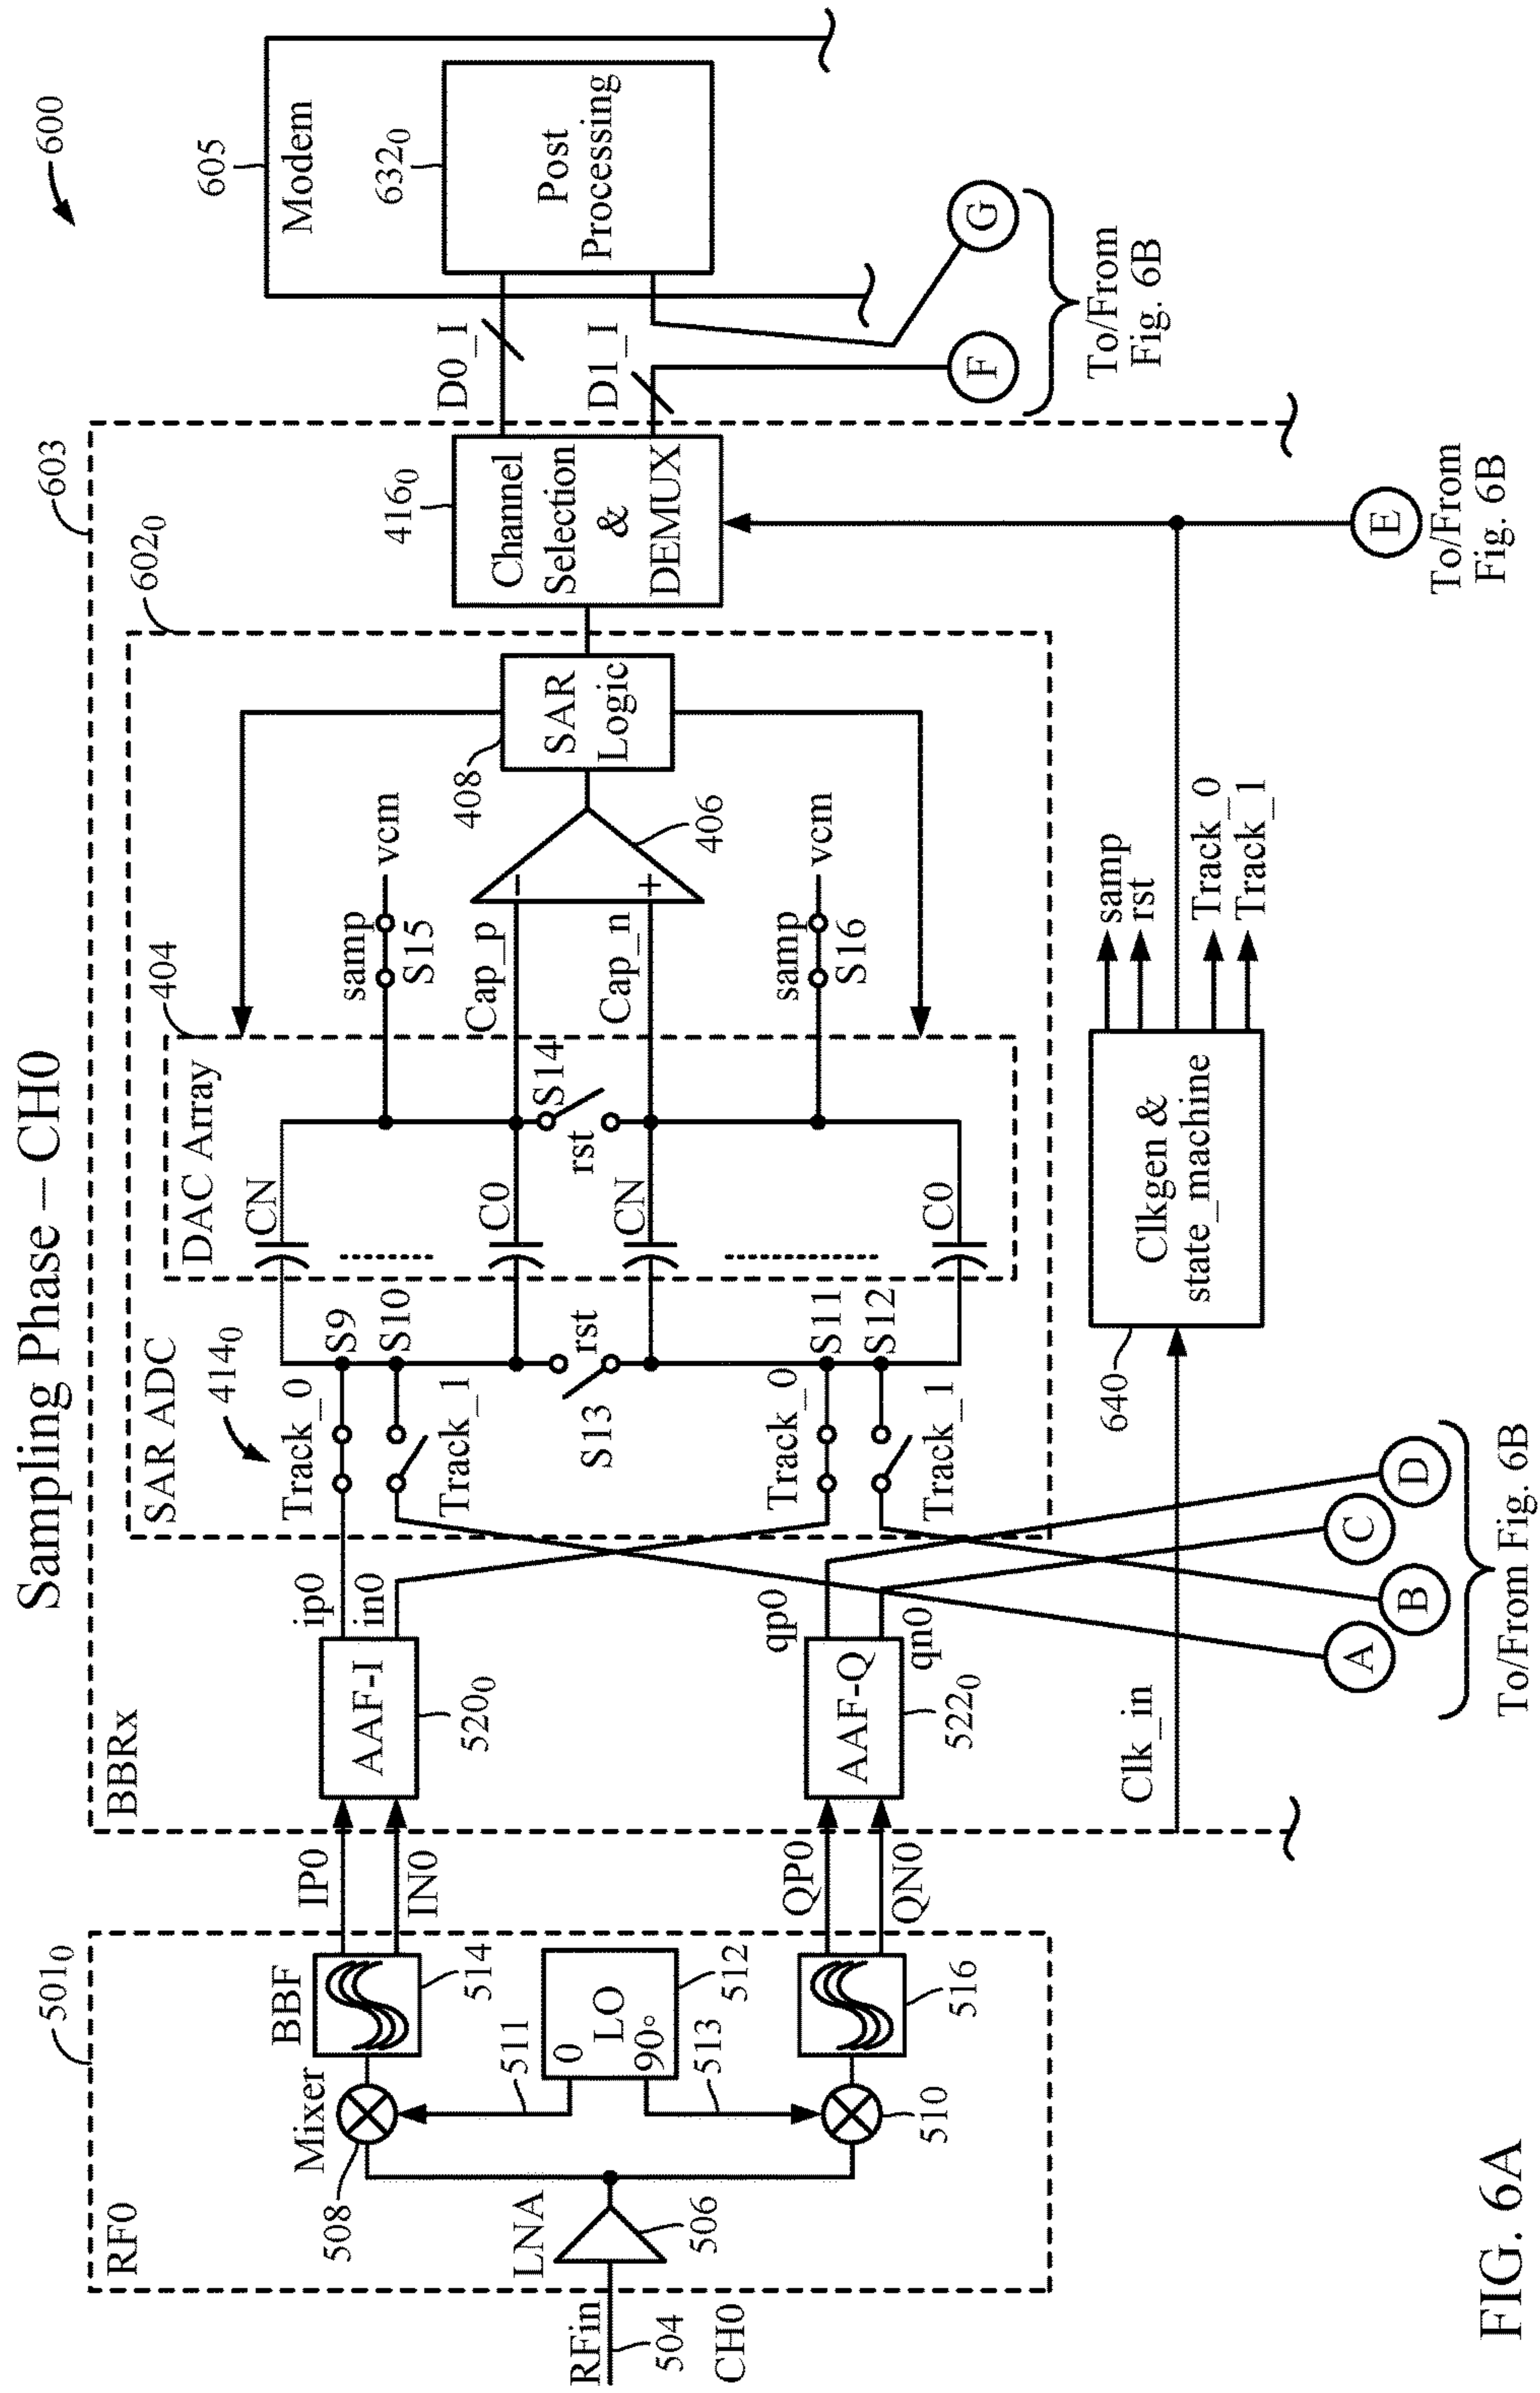 Sampling Phase – CH0
600
501₀
RF0
RFin
504
CH0
LNA
506
508
Mixer
BBF
514
511
0
LO
90°
512
513
510
516
IP0
IN0
QP0
QN0
603
BBRx
AAF-I
520₀
ip0
in0
AAF-Q
522₀
qp0
qn0
602₀
SAR ADC
414₀
Track_0
S9
S10
Track_1
S13
rst
Track_0
S11
S12
Track_1
404
DAC Array
CN
C0
CN
C0
S14
rst
samp
S15
vcm
Cap_p
Cap_n
samp
S16
vcm
406
–
+
408
SAR
Logic
416₀
Channel
Selection
&
DEMUX
D0_I
D1_I
605
Modem
632₀
Post
Processing
F
G
To/From
Fig. 6B
Clk_in
640
Clkgen &
state_machine
samp
rst
Track_0
Track_1
E
To/From
Fig. 6B
A
B
C
D
To/From Fig. 6B
FIG. 6A